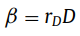 β = r_D D